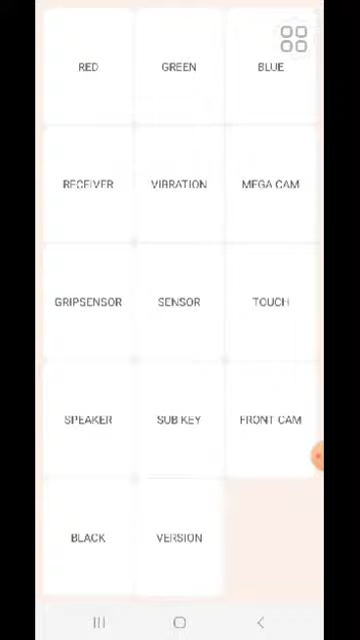 RED GREEN BLUE
RECEIVER VIBRATION MEGA CAM
GRIPSENSOR SENSOR TOUCH
SPEAKER SUB KEY FRONT CAM
BLACK VERSION